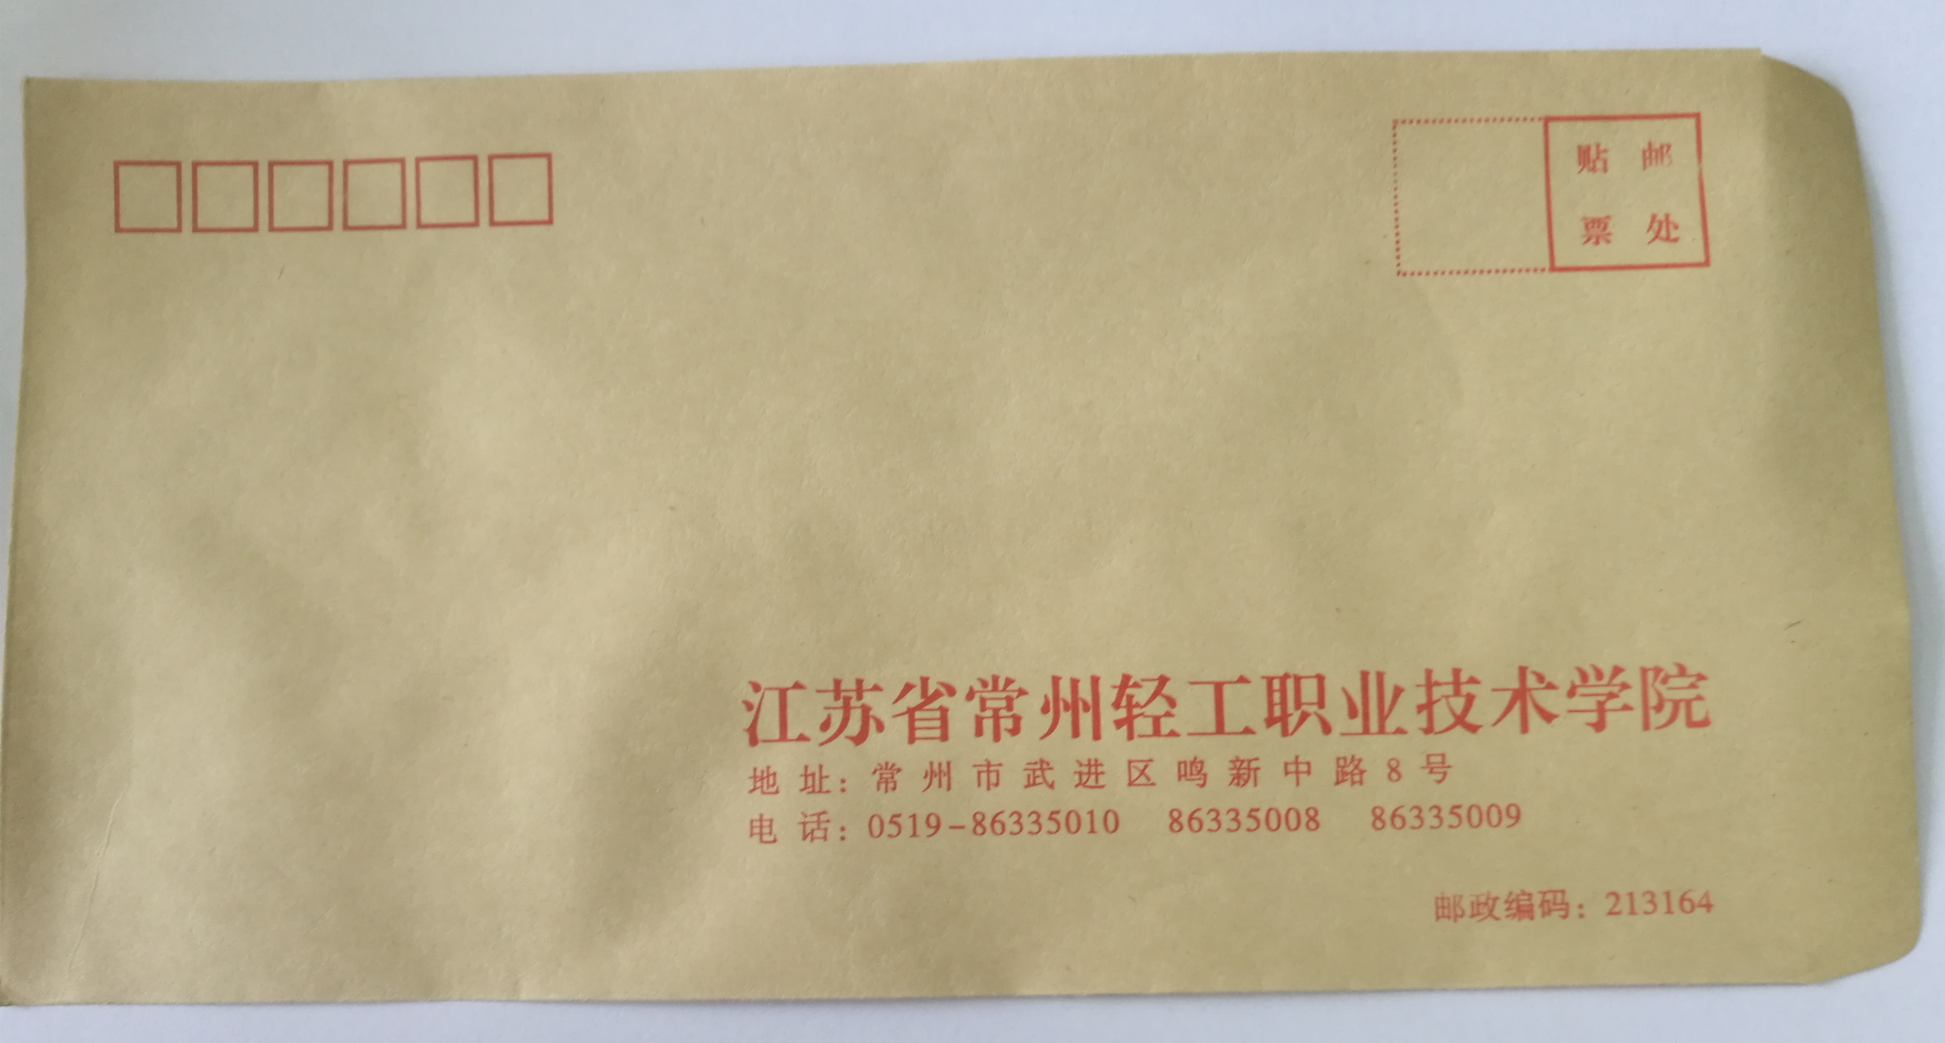 贴 邮
票 处
江苏省常州轻工职业技术学院
地 址：常 州 市 武 进 区 鸣 新 中 路 8 号
电 话：0519-86335010 86335008 86335009
邮政编码：213164